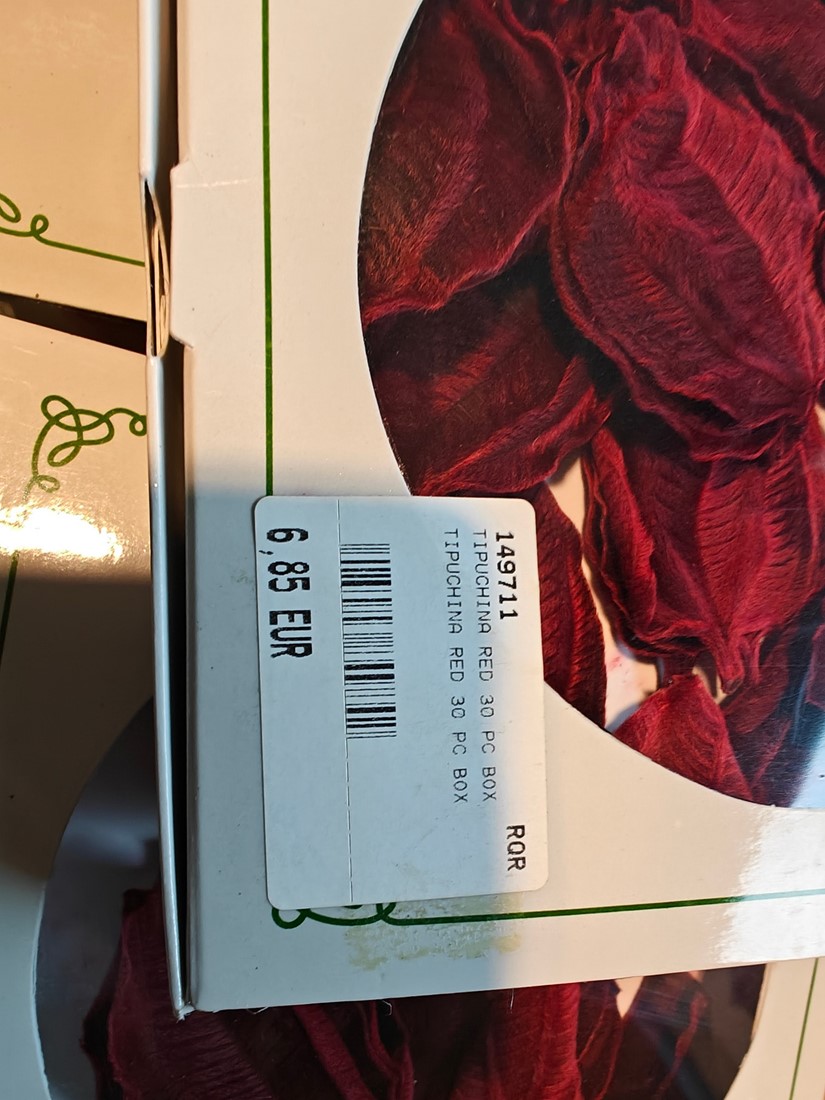 149711
TIPUCHINA RED 30 PC BOX
TIPUCHINA RED 30 PC BOX
RQR
6,85 EUR